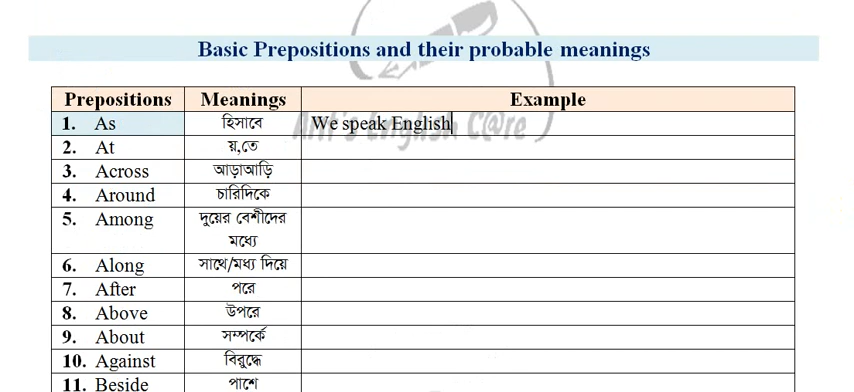 Basic Prepositions and their probable meanings
Prepositions Meanings Example
1. As হিসাবে We speak English
2. At য়,তে
3. Across আড়াআড়ি
4. Around চারিদিকে
5. Among দুয়ের বেশীদের
মধ্যে
6. Along সাথে/মধ্য দিয়ে
7. After পরে
8. Above উপরে
9. About সম্পর্কে
10. Against বিরুদ্ধে
11. Beside পাশে